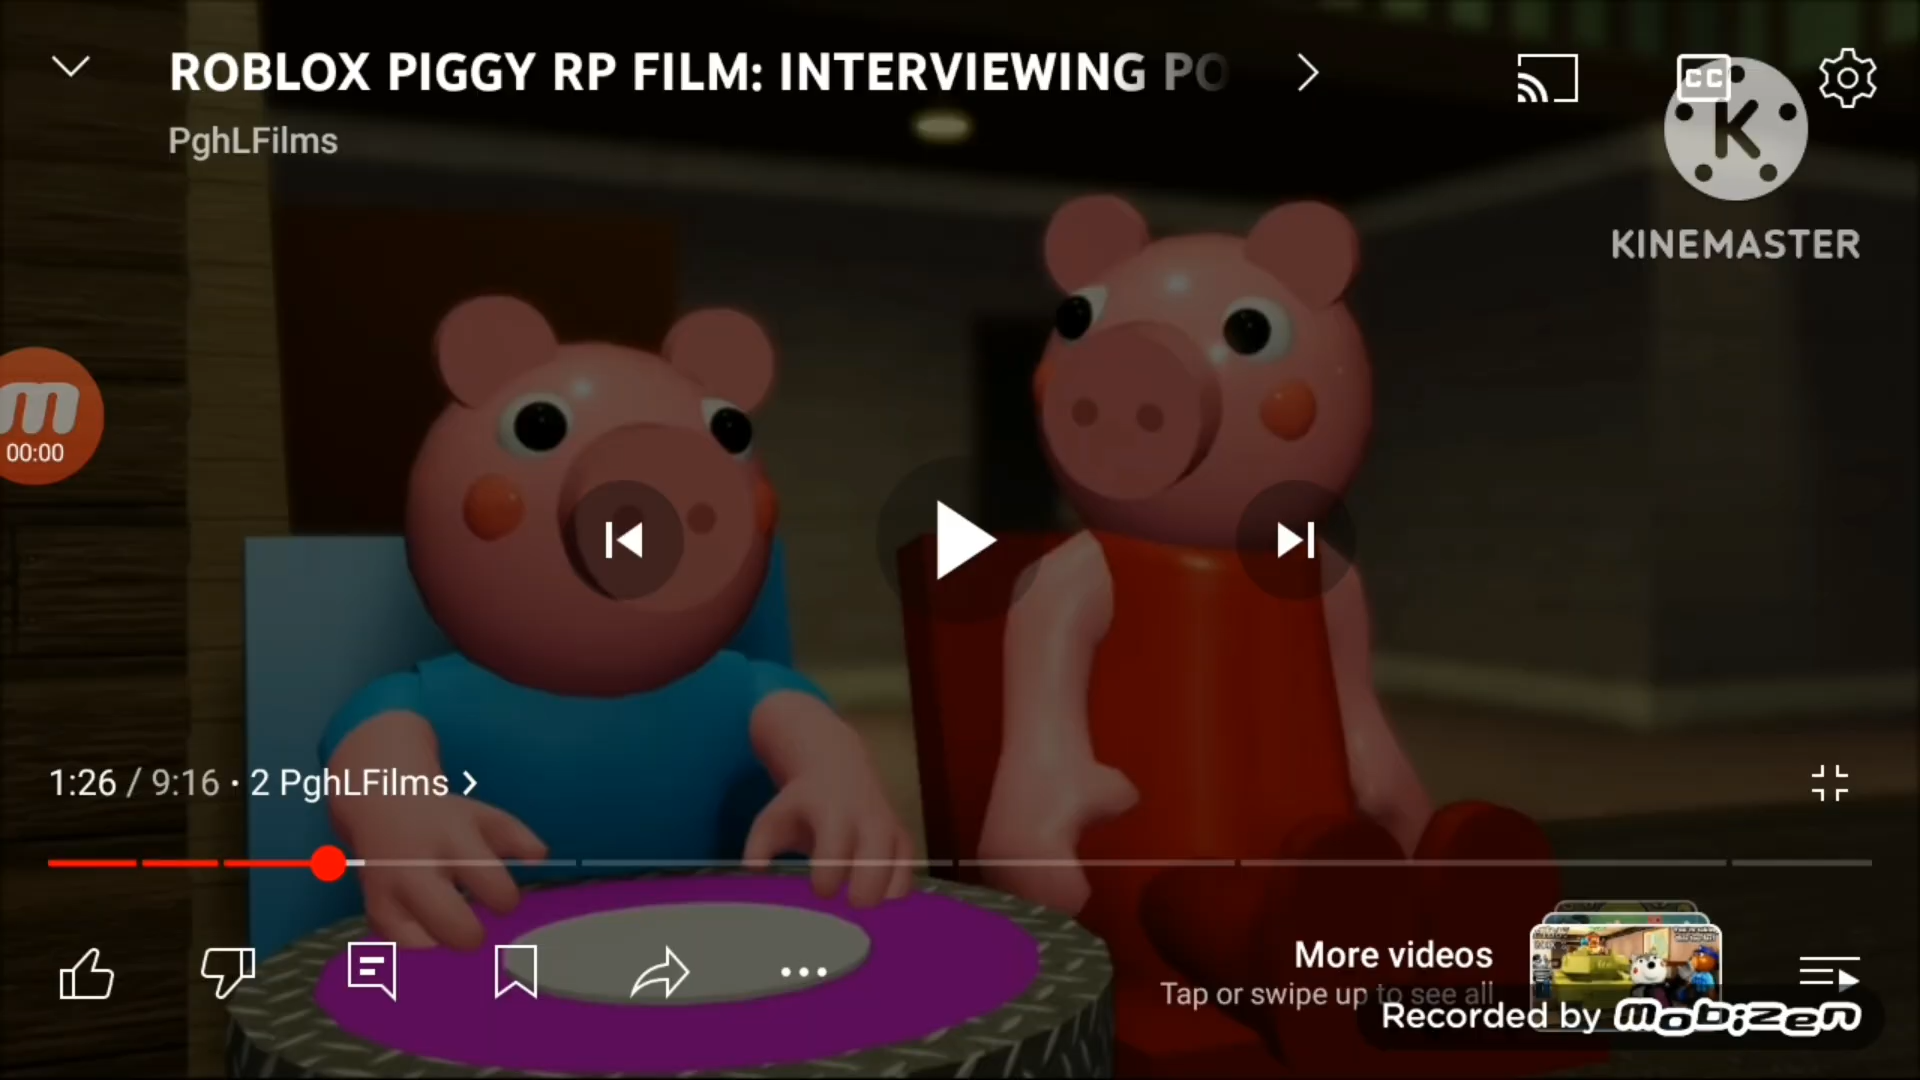 ROBLOX PIGGY RP FILM: INTERVIEWING PO
PghLFilms
CC
K
KINEMASTER
m
00:00
1:26 / 9:16 · 2 PghLFilms
More videos
Tap or swipe up to see all
Recorded by mobizen